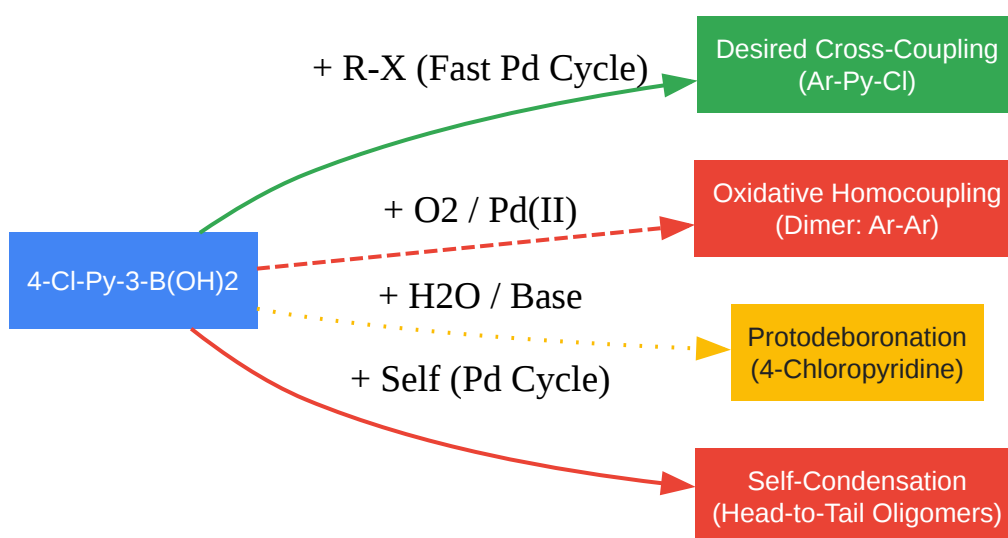 + R-X (Fast Pd Cycle)
Desired Cross-Coupling
(Ar-Py-Cl)
+ O2 / Pd(II)
Oxidative Homocoupling
(Dimer: Ar-Ar)
4-Cl-Py-3-B(OH)2
+ H2O / Base
Protodeboronation
(4-Chloropyridine)
+ Self (Pd Cycle)
Self-Condensation
(Head-to-Tail Oligomers)